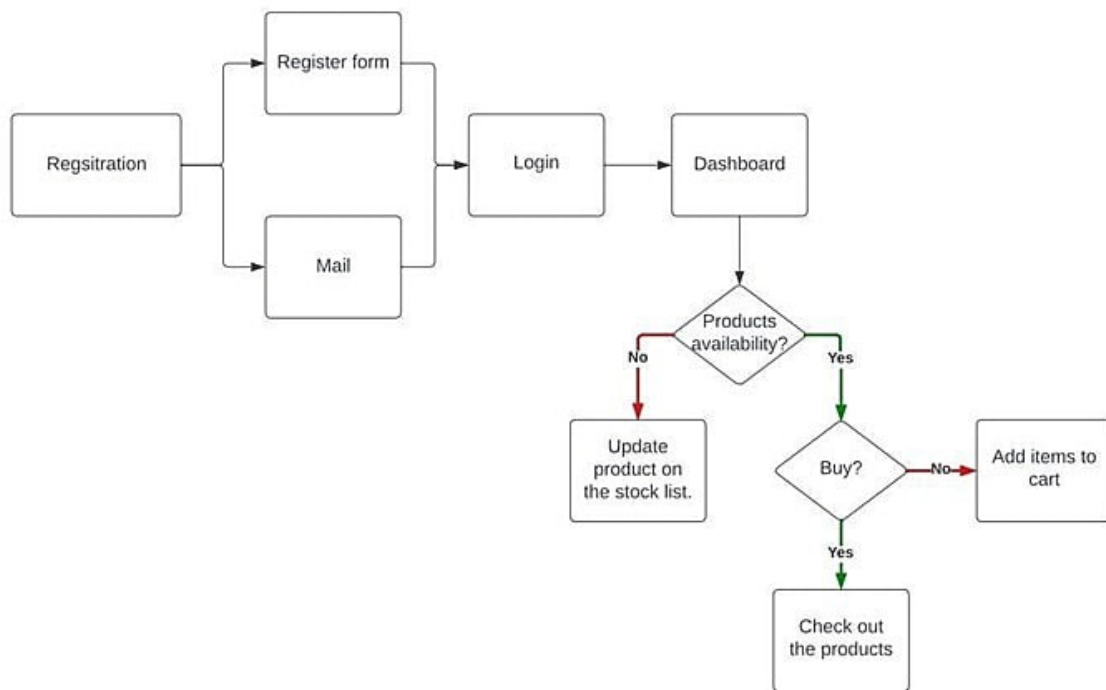 Register form
Regsitration
Login
Dashboard
Mail
Products
availability?
No
Yes
Update
product on
the stock list.
Buy?
No
Add items to
cart
Yes
Check out
the products